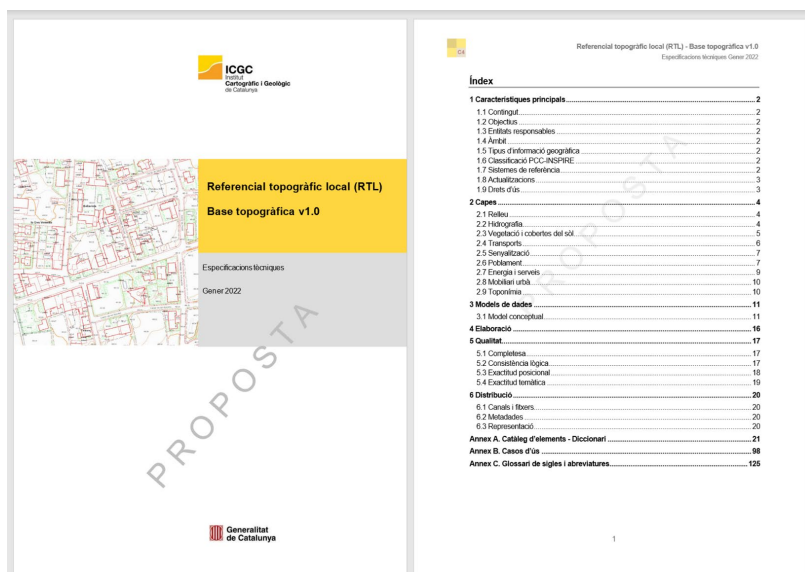 ICGC
Institut
Cartogràfic i Geològic
de Catalunya
Referencial topogràfic local (RTL)
Base topogràfica v1.0
Especificacions tècniques
Gener 2022
PROPOSTA
Generalitat
de Catalunya
C4
Referencial topogràfic local (RTL) - Base topogràfica v1.0
Especificacions tècniques Gener 2022
Índex
1 Característiques principals 2
1.1 Contingut 2
1.2 Objectius 2
1.3 Entitats responsables 2
1.4 Àmbit 2
1.5 Tipus d'informació geogràfica 2
1.6 Classificació PCC-INSPIRE 2
1.7 Sistemes de referència 2
1.8 Actualitzacions 3
1.9 Drets d'ús 3
2 Capes 4
2.1 Relleu 4
2.2 Hidrografia 4
2.3 Vegetació i cobertes del sòl 5
2.4 Transports 6
2.5 Senyalització 7
2.6 Poblament 7
2.7 Energia i serveis 9
2.8 Mobiliari urbà 10
2.9 Toponímia 10
3 Models de dades 11
3.1 Model conceptual 11
4 Elaboració 16
5 Qualitat 17
5.1 Completesa 17
5.2 Consistència lògica 17
5.3 Exactitud posicional 18
5.4 Exactitud temàtica 19
6 Distribució 20
6.1 Canals i fitxers 20
6.2 Metadades 20
6.3 Representació 20
Annex A. Catàleg d'elements - Diccionari 21
Annex B. Casos d'ús 98
Annex C. Glossari de sigles i abreviatures 125
PROPOSTA
1